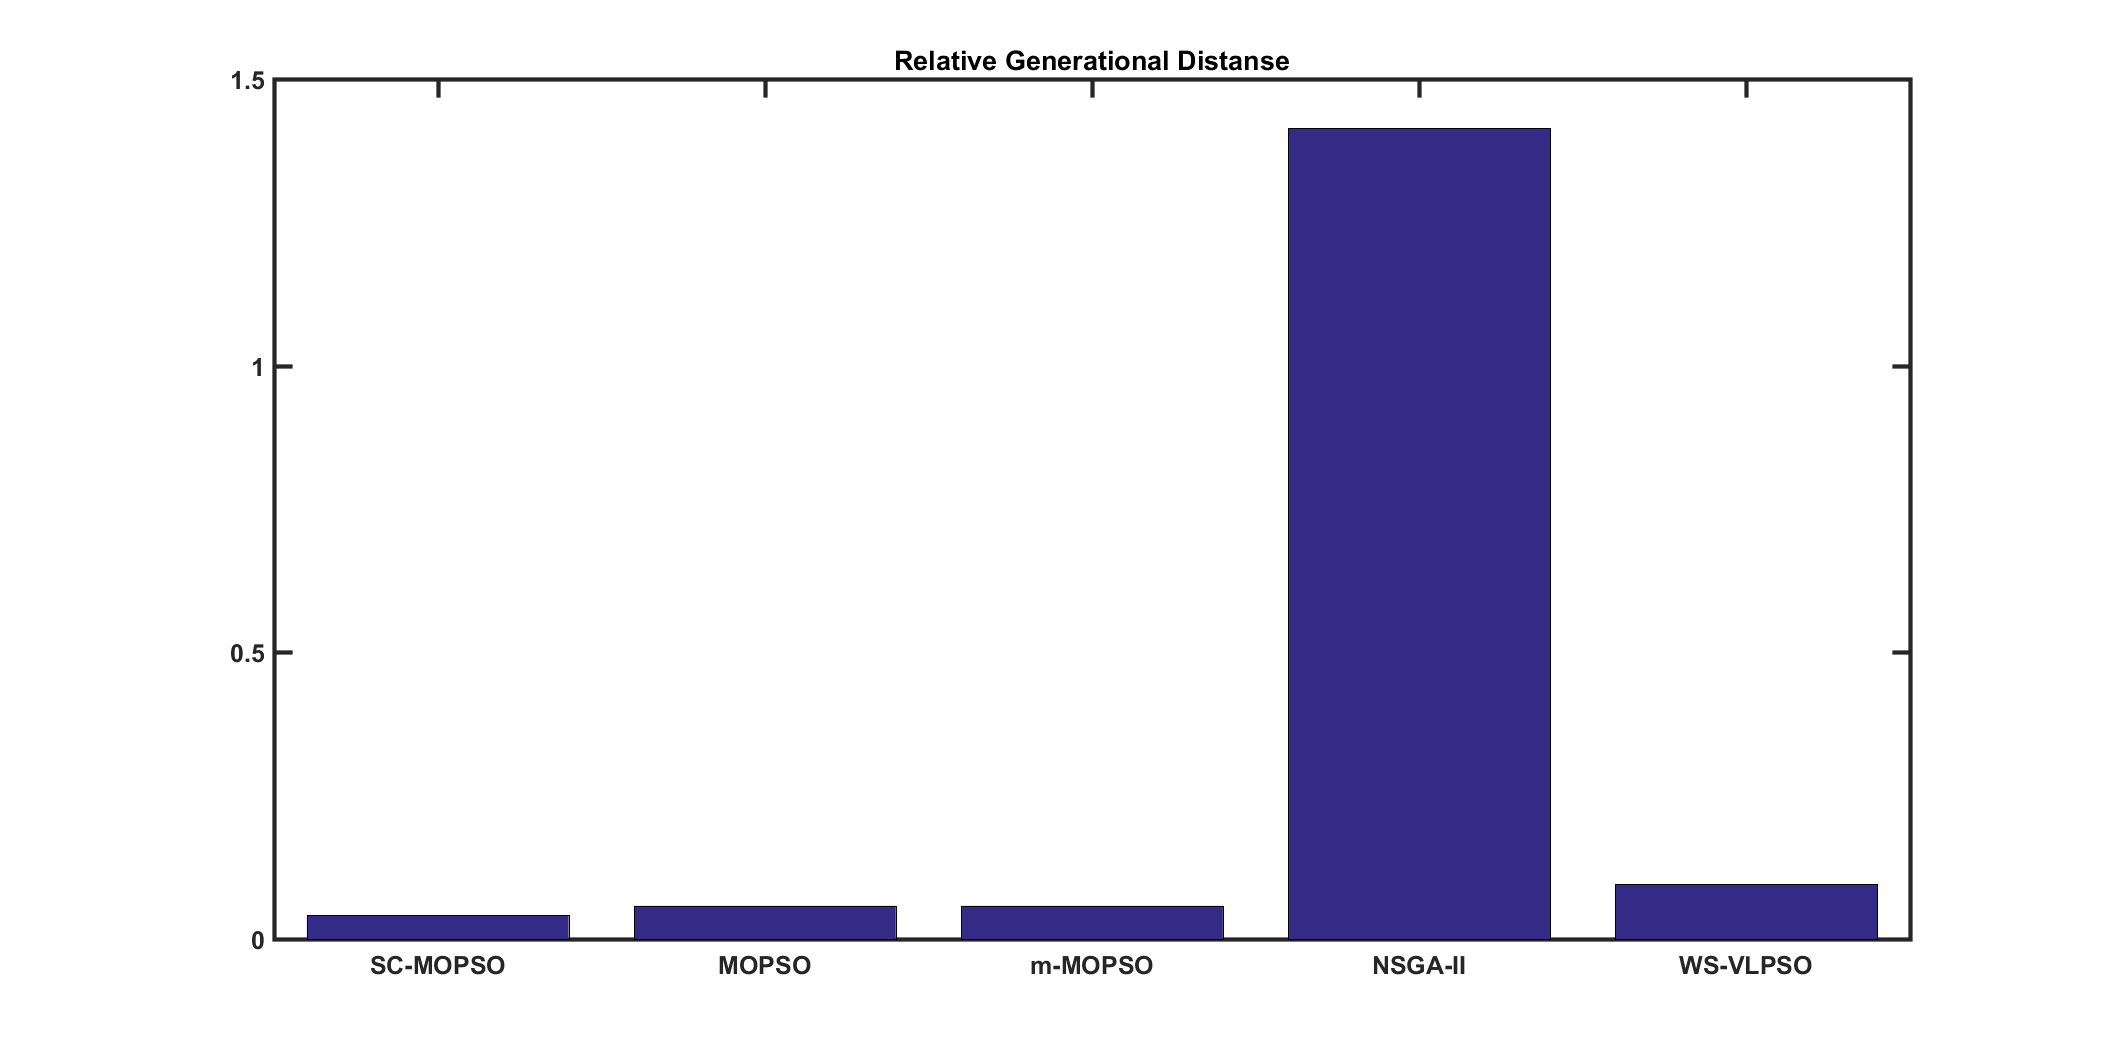 Relative Generational Distanse
1.5
1
0.5
0
SC-MOPSO MOPSO m-MOPSO NSGA-II WS-VLPSO